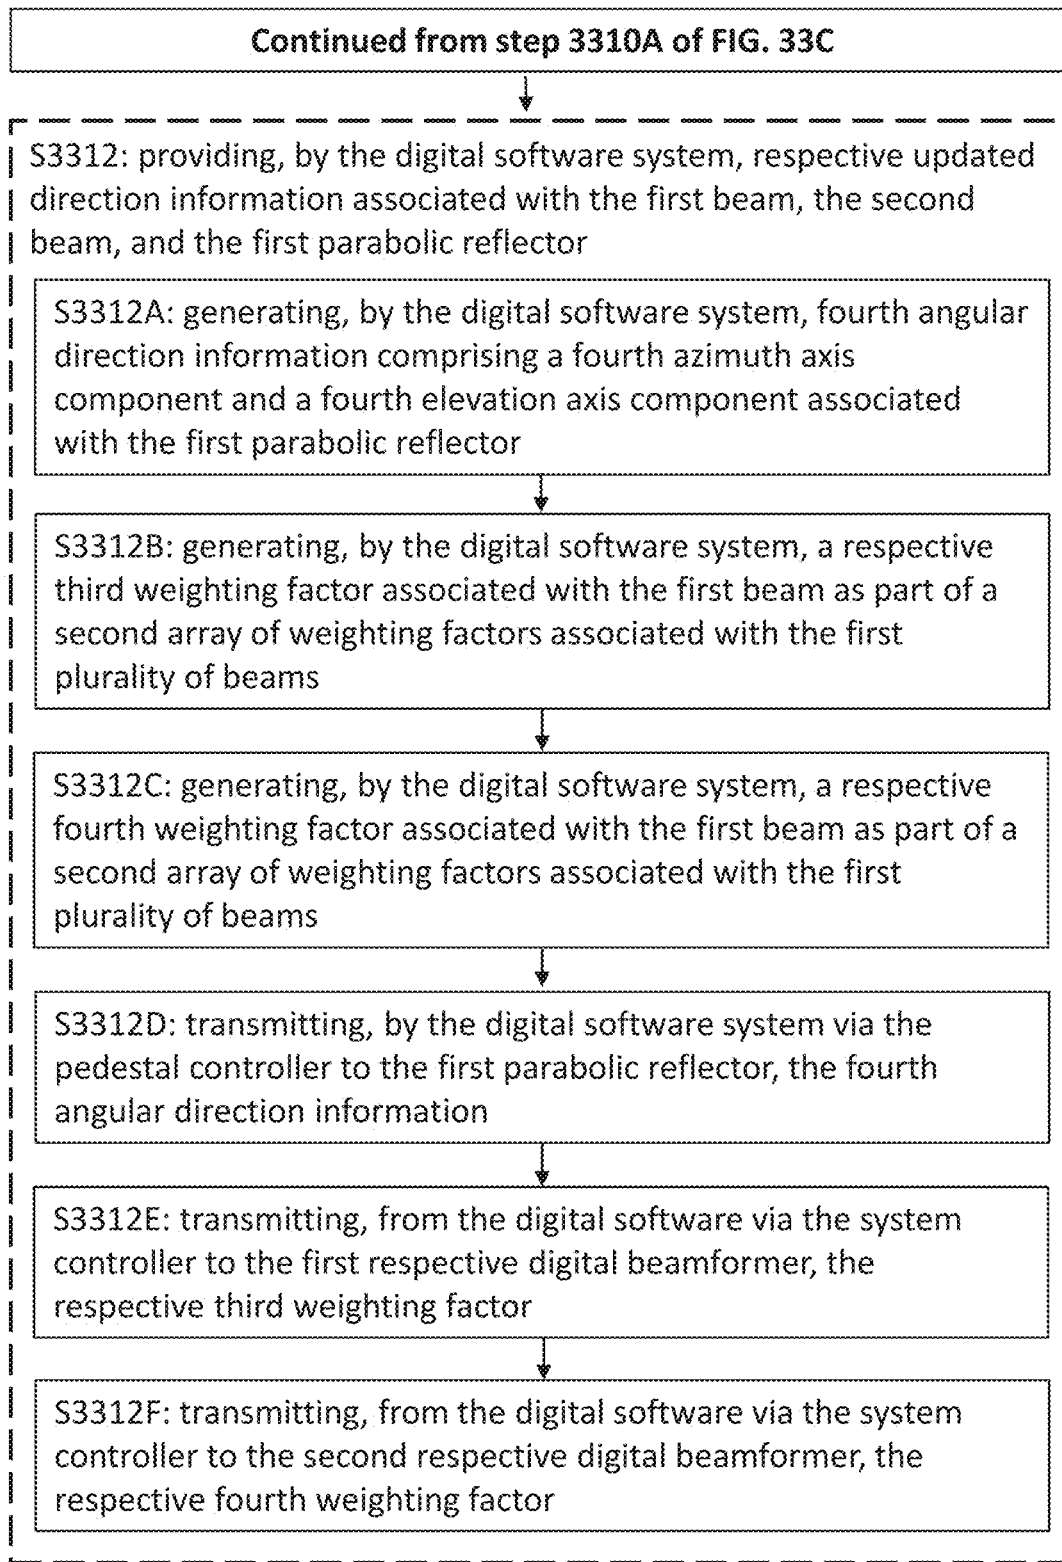 Continued from step 3310A of FIG. 33C
S3312: providing, by the digital software system, respective updated
direction information associated with the first beam, the second
beam, and the first parabolic reflector
S3312A: generating, by the digital software system, fourth angular
direction information comprising a fourth azimuth axis
component and a fourth elevation axis component associated
with the first parabolic reflector
S3312B: generating, by the digital software system, a respective
third weighting factor associated with the first beam as part of a
second array of weighting factors associated with the first
plurality of beams
S3312C: generating, by the digital software system, a respective
fourth weighting factor associated with the first beam as part of a
second array of weighting factors associated with the first
plurality of beams
S3312D: transmitting, by the digital software system via the
pedestal controller to the first parabolic reflector, the fourth
angular direction information
S3312E: transmitting, from the digital software via the system
controller to the first respective digital beamformer, the
respective third weighting factor
S3312F: transmitting, from the digital software via the system
controller to the second respective digital beamformer, the
respective fourth weighting factor